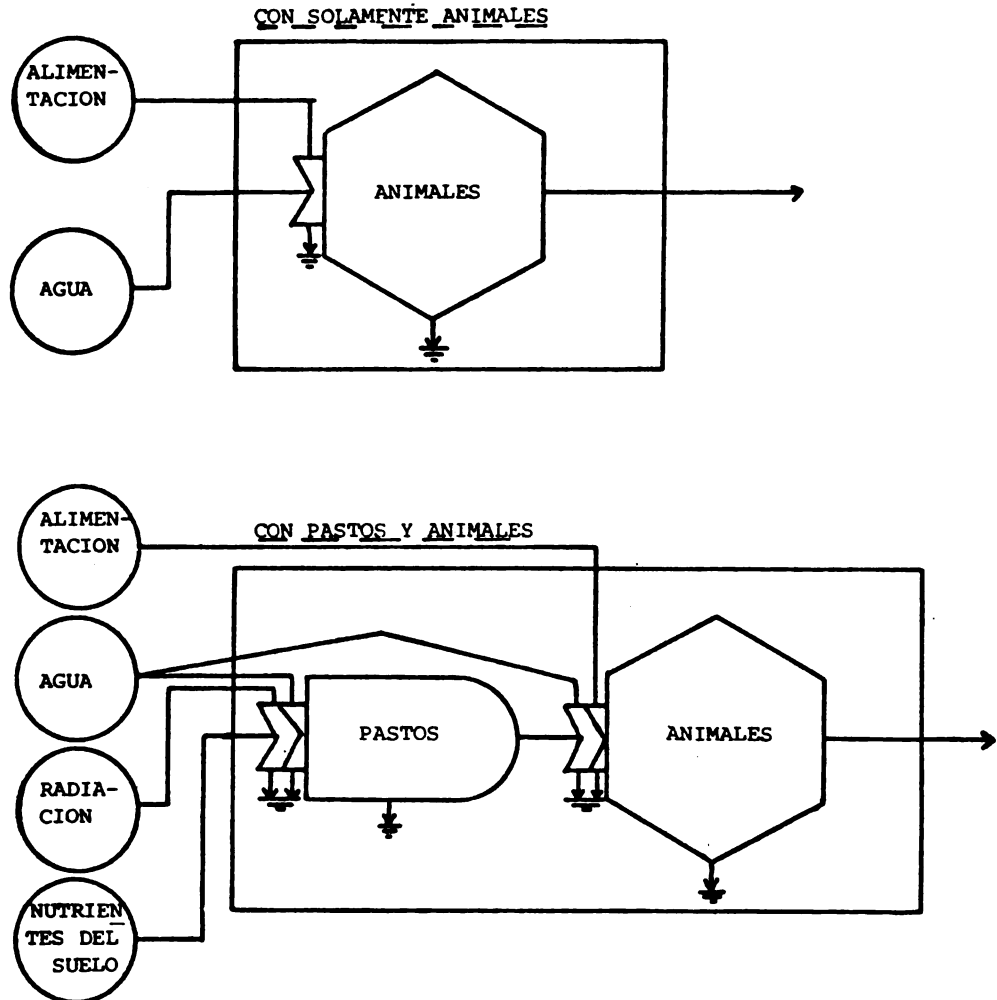 CON SOLAMENTE ANIMALES
ALIMEN-
TACION
ANIMALES
AGUA
ALIMEN-
TACION
CON PASTOS Y ANIMALES
AGUA
PASTOS
ANIMALES
RADIA-
CION
NUTRIEN
TES DEL
SUELO